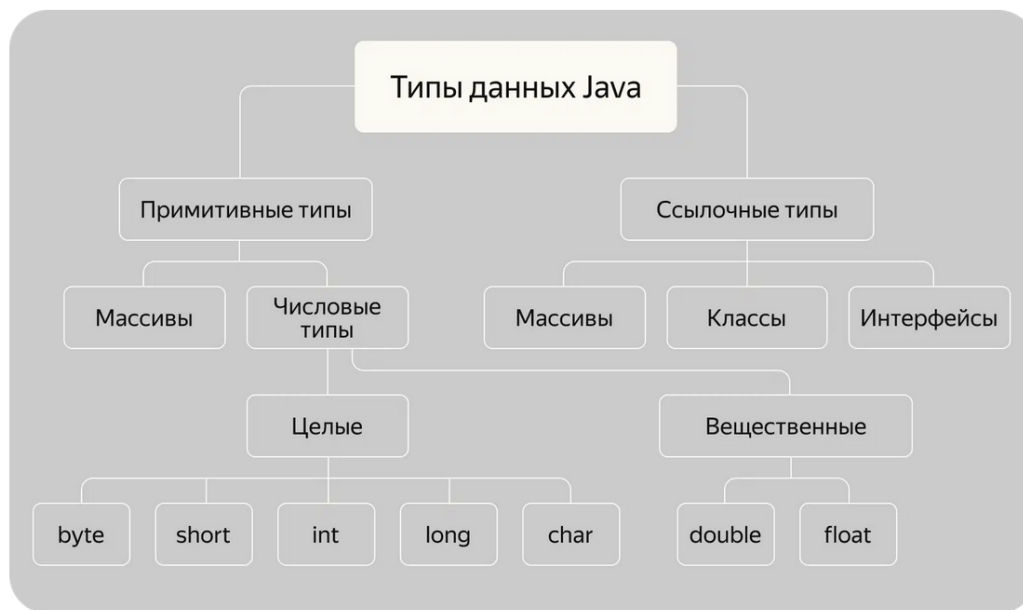 Типы данных Java
Примитивные типы
Ссылочные типы
Массивы
Числовые
типы
Массивы
Классы
Интерфейсы
Целые
Вещественные
byte
short
int
long
char
double
float